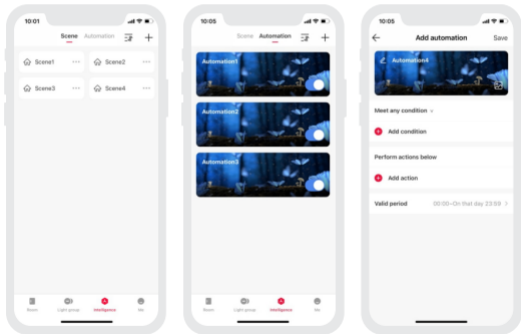 10:01
Scene Automation
Scene1 ...
Scene2 ...
Scene3 ...
Scene4 ...
Room
Light group
Intelligence
Me
10:05
Scene Automation
Automation1
Automation2
Automation3
Room
Light group
Intelligence
Me
10:05
Add automation
Save
Automation4
Meet any condition
Add condition
Perform actions below
Add action
Valid period
00:00-On that day 23:59